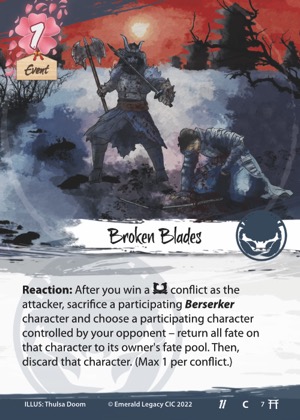 1
Event
Broken Blades
Reaction: After you win a conflict as the
attacker, sacrifice a participating Berserker
character and choose a participating character
controlled by your opponent – return all fate on
that character to its owner's fate pool. Then,
discard that character. (Max 1 per conflict.)
ILLUS: Thulsa Doom © Emerald Legacy CIC 2022 C 7